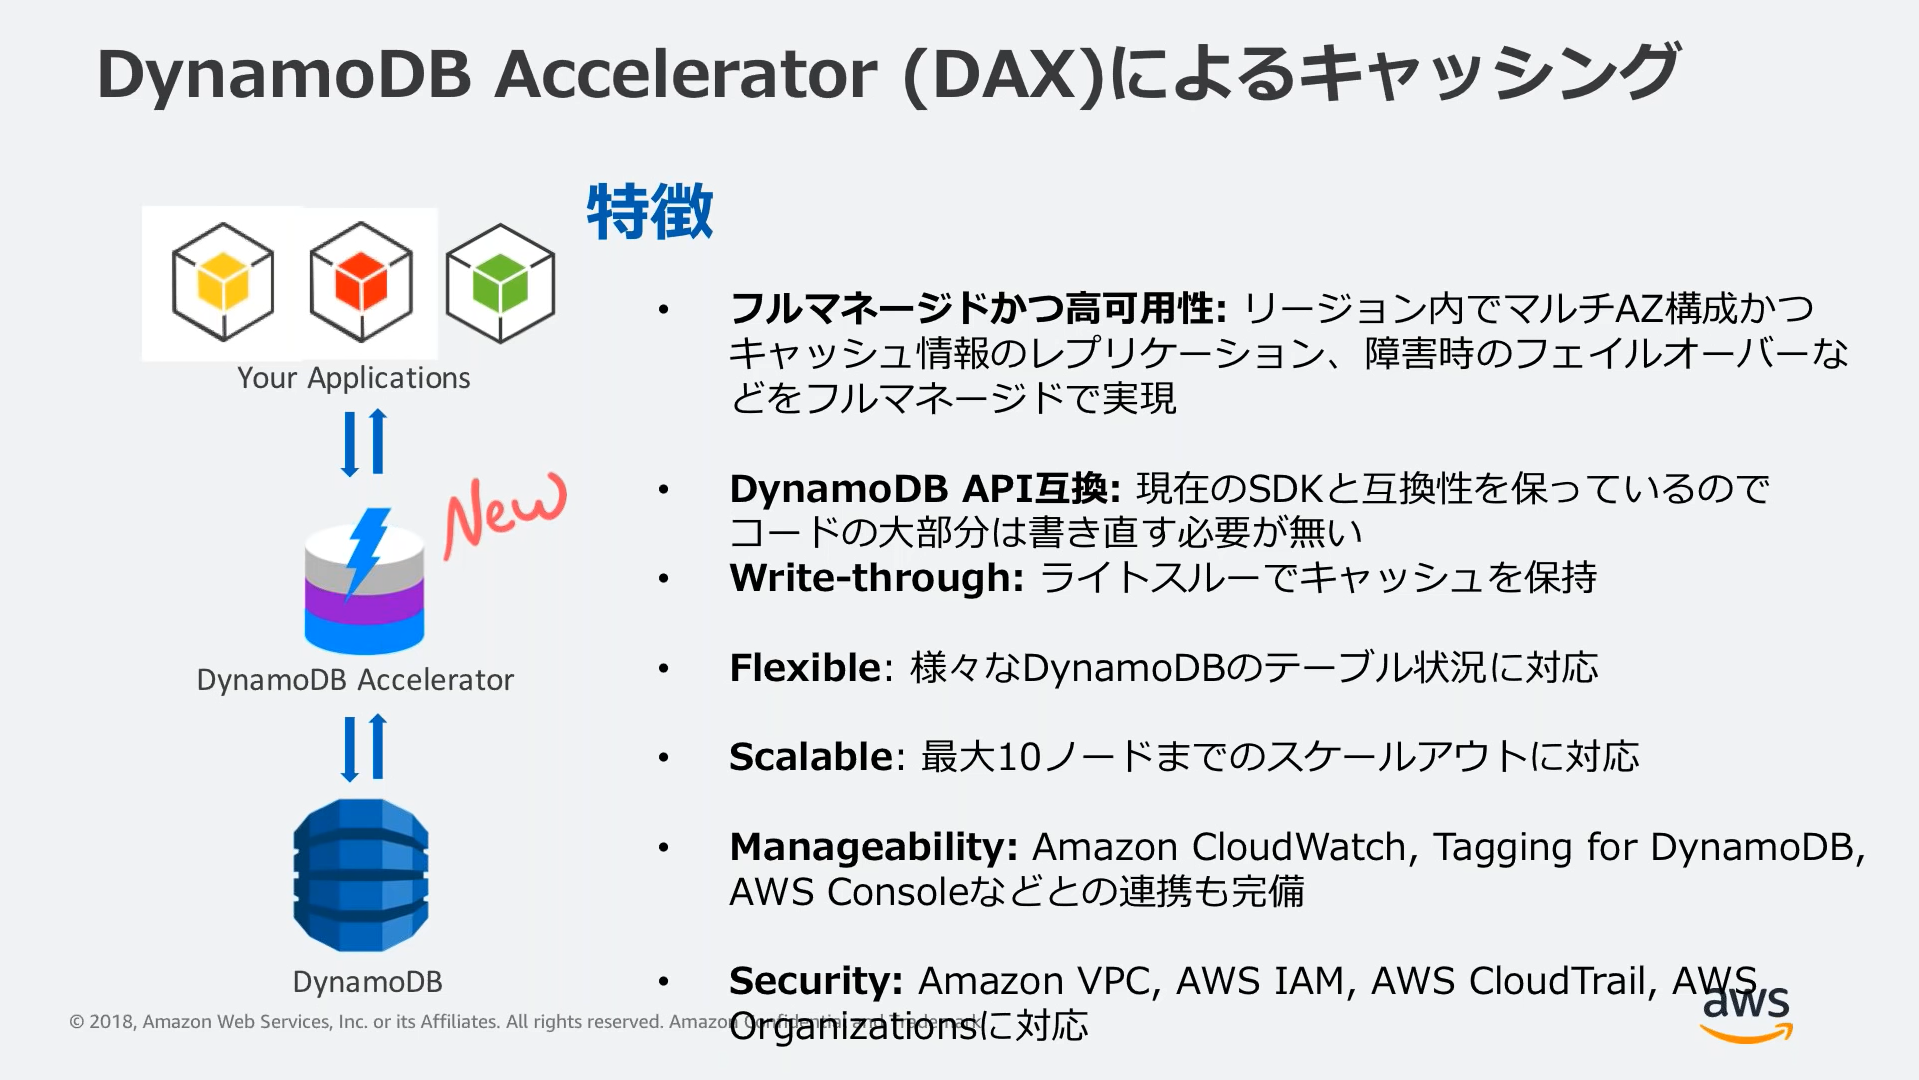 DynamoDB Accelerator (DAX)によるキャッシング
Your Applications
New
DynamoDB Accelerator
DynamoDB
特徴
• フルマネージドかつ高可用性: リージョン内でマルチAZ構成かつ
キャッシュ情報のレプリケーション、障害時のフェイルオーバーな
どをフルマネージドで実現
• DynamoDB API互換: 現在のSDKと互換性を保っているので
コードの大部分は書き直す必要が無い
• Write-through: ライトスルーでキャッシュを保持
• Flexible: 様々なDynamoDBのテーブル状況に対応
• Scalable: 最大10ノードまでのスケールアウトに対応
• Manageability: Amazon CloudWatch, Tagging for DynamoDB,
AWS Consoleなどとの連携も完備
• Security: Amazon VPC, AWS IAM, AWS CloudTrail, AWS
Organizationsに対応
© 2018, Amazon Web Services, Inc. or its Affiliates. All rights reserved. Amazon Confidential and Trademark
aws